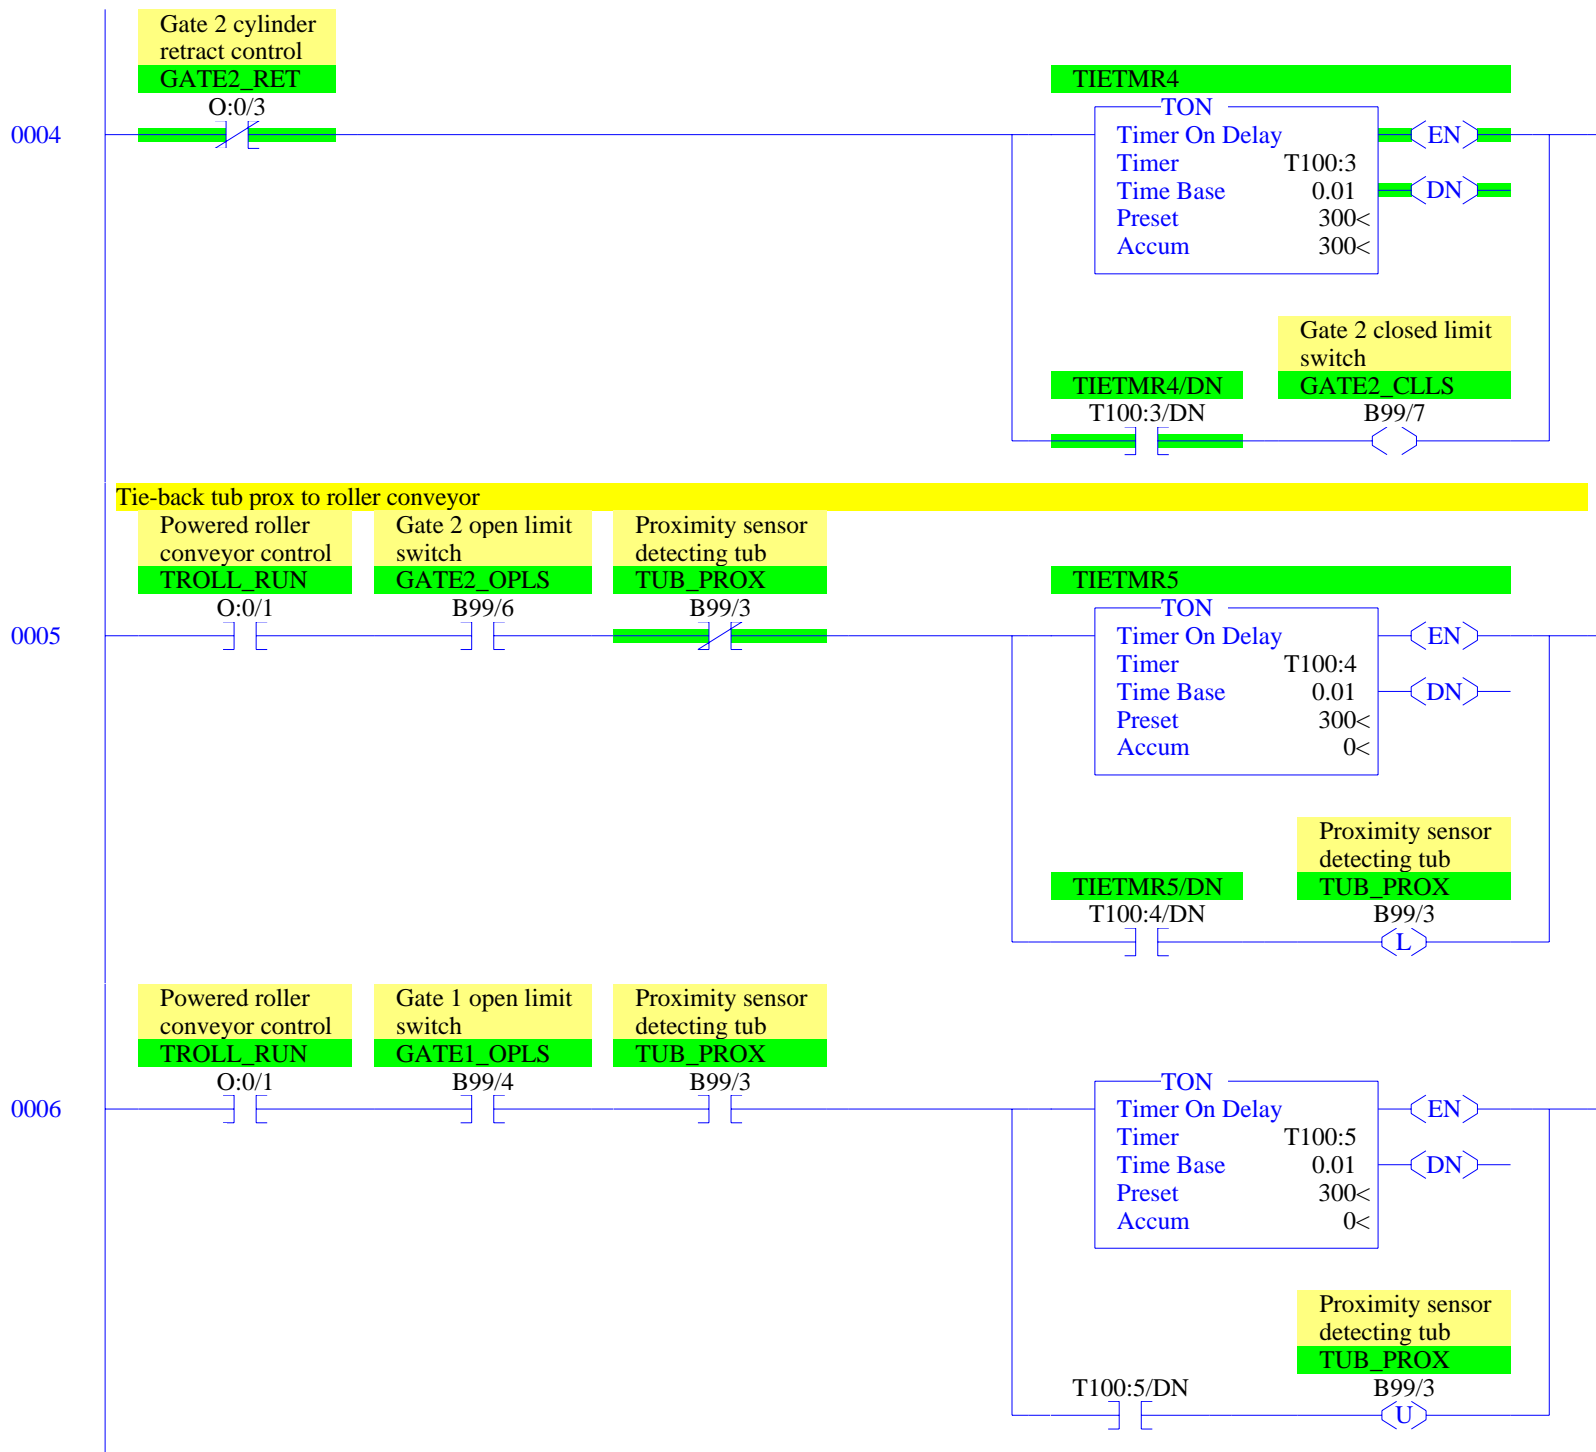 Gate 2 cylinder
retract control
GATE2_RET
O:0/3
0004
TIETMR4
TON
Timer On Delay
Timer T100:3
Time Base 0.01
Preset 300<
Accum 300<
EN
DN
Gate 2 closed limit
switch
TIETMR4/DN GATE2_CLLS
T100:3/DN B99/7
Tie-back tub prox to roller conveyor
Powered roller
conveyor control
TROLL_RUN
O:0/1
Gate 2 open limit
switch
GATE2_OPLS
B99/6
Proximity sensor
detecting tub
TUB_PROX
B99/3
0005
TIETMR5
TON
Timer On Delay
Timer T100:4
Time Base 0.01
Preset 300<
Accum 0<
EN
DN
Proximity sensor
detecting tub
TIETMR5/DN TUB_PROX
T100:4/DN B99/3
L
Powered roller
conveyor control
TROLL_RUN
O:0/1
Gate 1 open limit
switch
GATE1_OPLS
B99/4
Proximity sensor
detecting tub
TUB_PROX
B99/3
0006
TON
Timer On Delay
Timer T100:5
Time Base 0.01
Preset 300<
Accum 0<
EN
DN
Proximity sensor
detecting tub
TUB_PROX
T100:5/DN B99/3
U